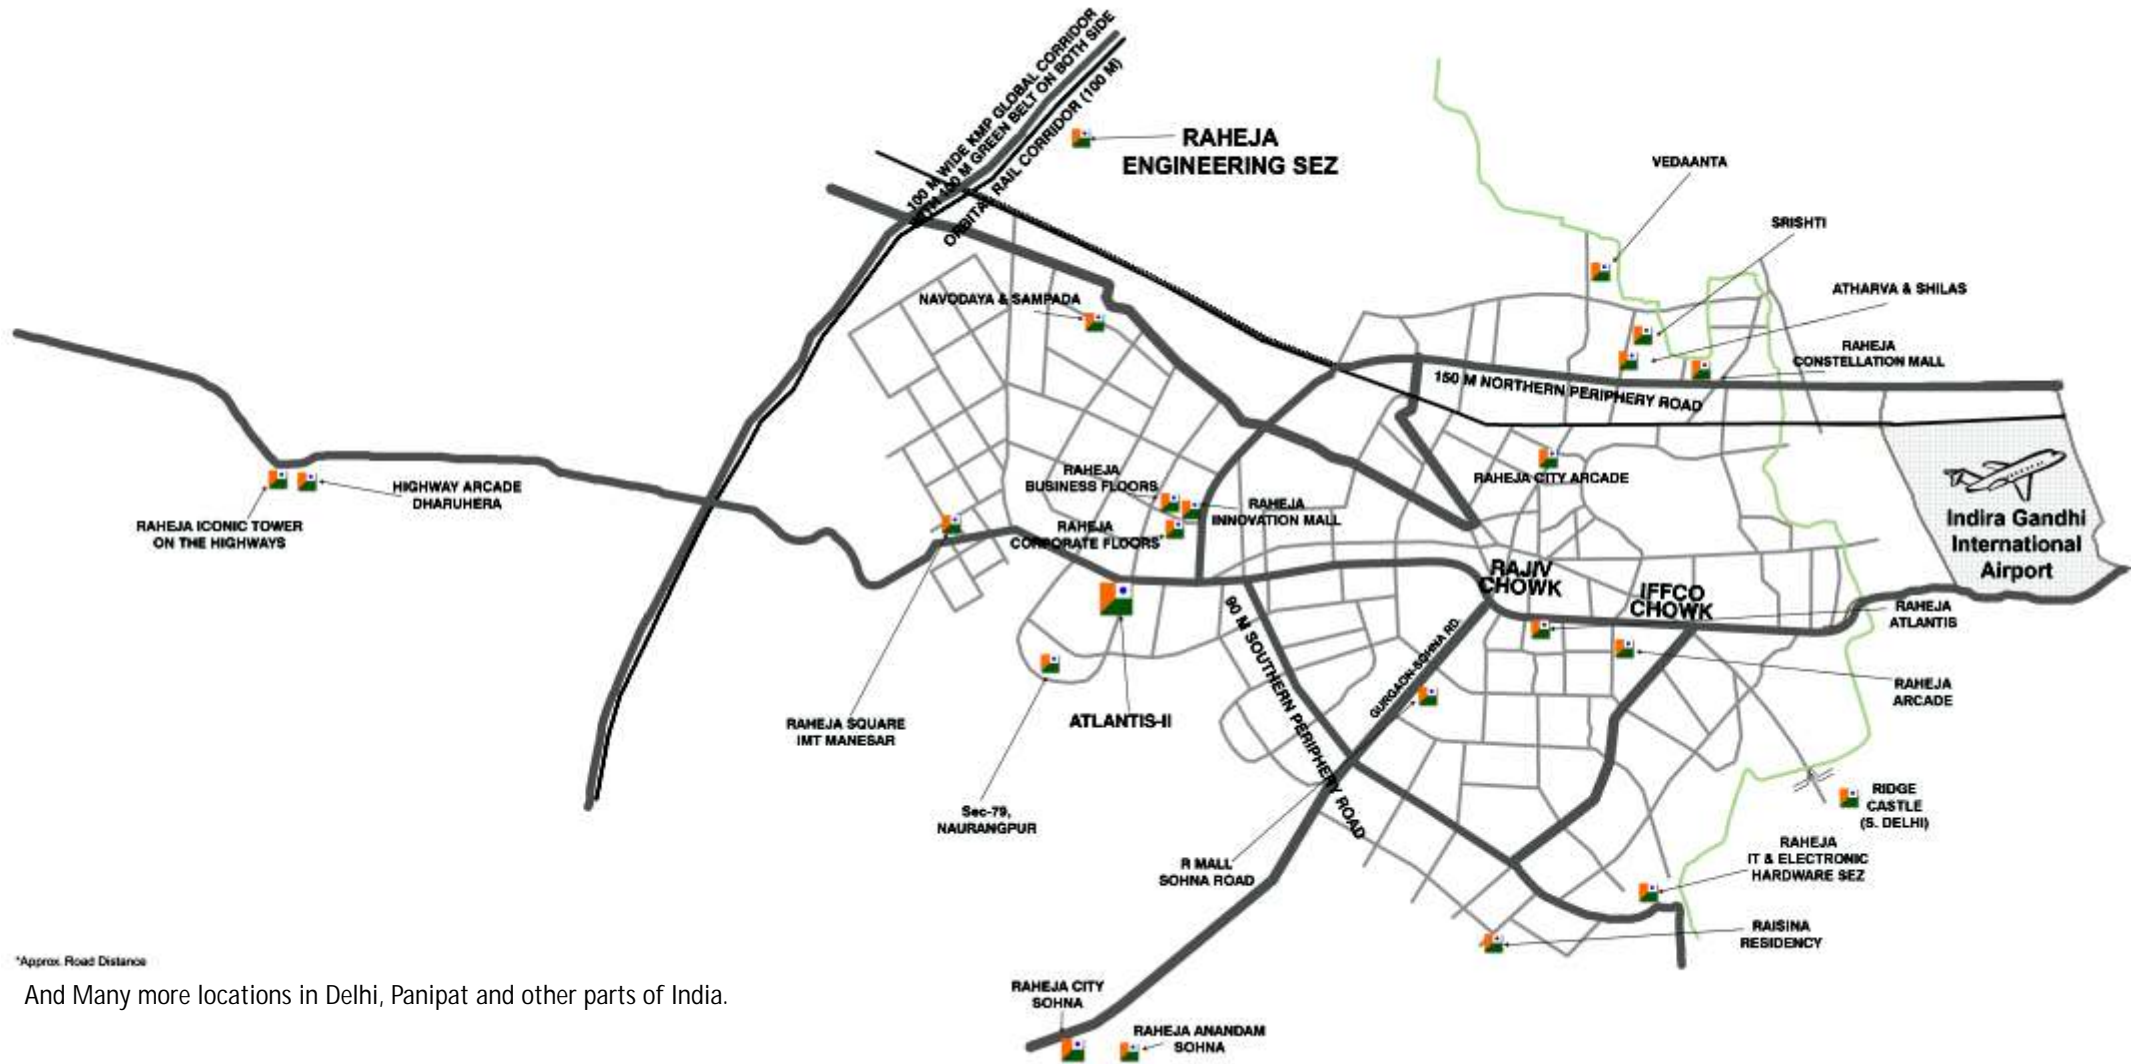 100 M WIDE KMP GLOBAL CORRIDOR
WITH 100 M GREEN BELT ON BOTH SIDE
ORBITAL RAIL CORRIDOR (100 M)
RAHEJA
ENGINEERING SEZ
VEDAANTA
SRISHTI
ATHARVA & SHILAS
RAHEJA
CONSTELLATION MALL
NAVODAYA & SAMPADA
150 M NORTHERN PERIPHERY ROAD
RAHEJA CITY ARCADE
RAHEJA
BUSINESS FLOORS
RAHEJA
INNOVATION MALL
RAHEJA
CORPORATE FLOORS
HIGHWAY ARCADE
DHARUHERA
RAHEJA ICONIC TOWER
ON THE HIGHWAYS
Indira Gandhi
International
Airport
RAJIV
CHOWK
IFFCO
CHOWK
RAHEJA
ATLANTIS
90 M SOUTHERN PERIPHERY ROAD
GURGAON-SOHNA RD.
RAHEJA
ARCADE
RAHEJA SQUARE
IMT MANESAR
ATLANTIS-II
Sec-79,
NAURANGPUR
RIDGE
CASTLE
(S. DELHI)
R MALL
SOHNA ROAD
RAHEJA
IT & ELECTRONIC
HARDWARE SEZ
RAISINA
RESIDENCY
*Approx. Road Distance
And Many more locations in Delhi, Panipat and other parts of India.
RAHEJA CITY
SOHNA
RAHEJA ANANDAM
SOHNA